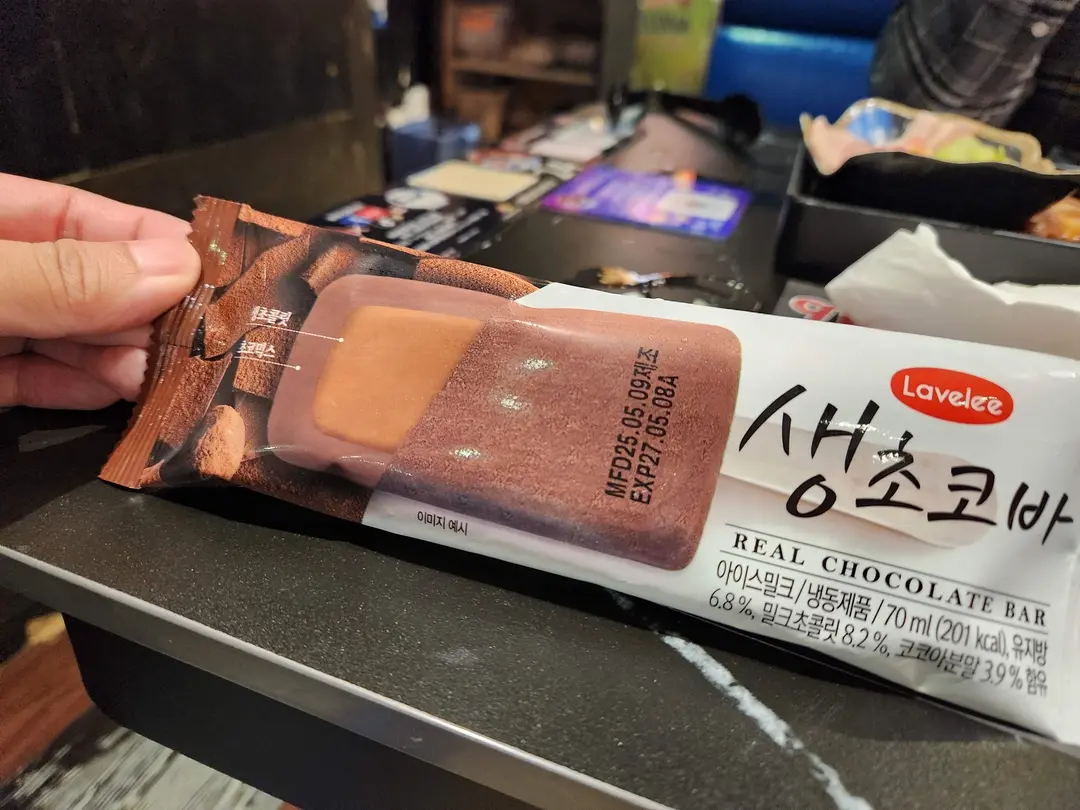 초콜릿
초코믹스
MFD25.05.09제조
EXP27.05.08A
이미지 예시
Lavelee
생초코바
REAL CHOCOLATE BAR
아이스밀크/냉동제품/70 ml (201 kcal), 유지방
6.8 %, 밀크초콜릿 8.2 %, 코코아분말 3.9 % 함유